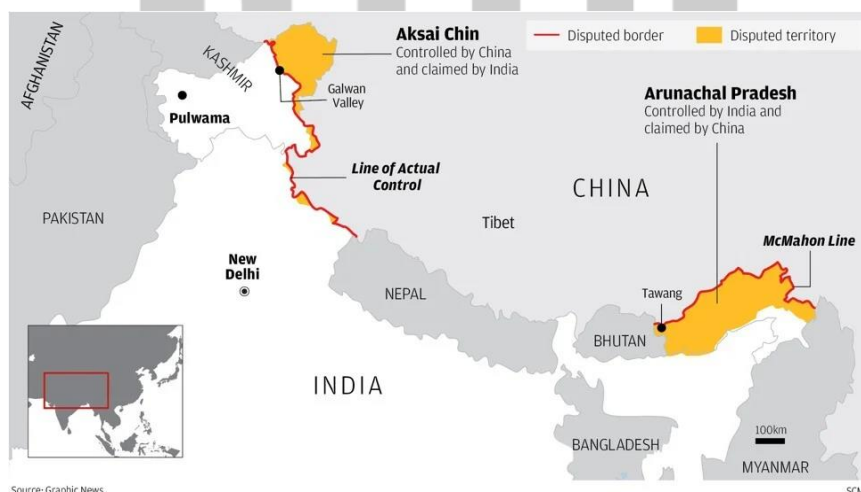 Aksai Chin
Controlled by China
and claimed by India
Disputed border
Disputed territory
AFGHANISTAN
KASHMIR
Galwan
Valley
Pulwama
Arunachal Pradesh
Controlled by India and
claimed by China
Line of Actual
Control
CHINA
PAKISTAN
Tibet
McMahon Line
New
Delhi
NEPAL
Tawang
BHUTAN
INDIA
100km
BANGLADESH
MYANMAR
Source: Graphic News